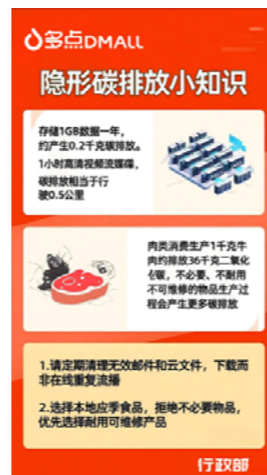 多点DMALL
隐形碳排放小知识
存储1GB数据一年,
约产生0.2千克碳排放。
1小时高清视频流媒体,
碳排放相当于行
驶0.5公里
肉类消费生产1千克牛
肉约排放36千克二氧化
碳,不必要、不耐用
不可维修的物品生产过
程会产生更多碳排放
1.请定期清理无效邮件和云文件，下载而
非在线重复流播
2.选择本地应季食品，拒绝不必要物品，
优先选择耐用可维修产品
行政部